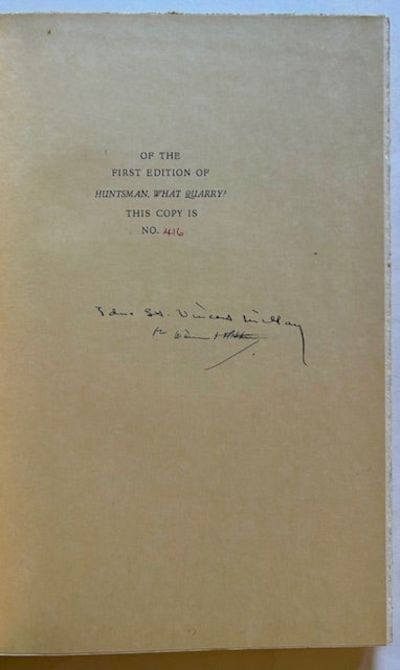 OF THE
FIRST EDITION OF
HUNTSMAN, WHAT QUARRY?
THIS COPY IS
NO. 416
Edna St. Vincent Millay